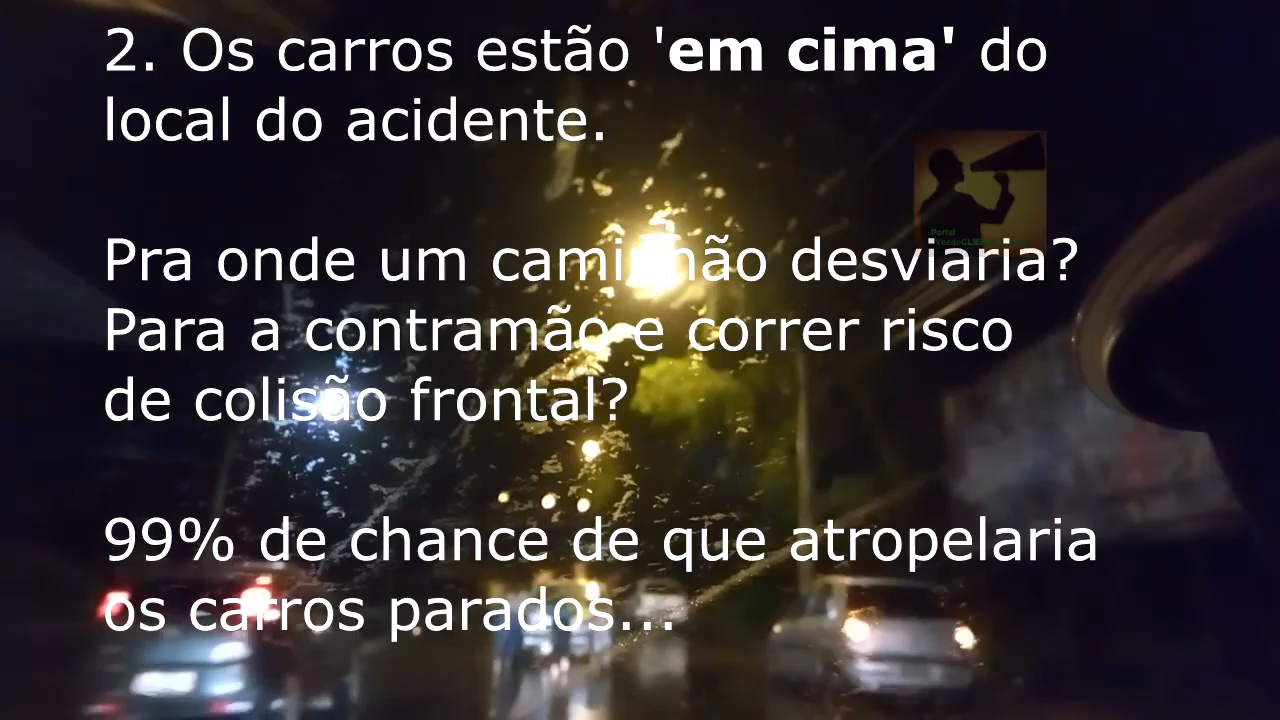 2. Os carros estão 'em cima' do
local do acidente.
Pra onde um caminhão desviaria?
Para a contramão e correr risco
de colisão frontal?
99% de chance de que atropelaria
os carros parados...
Portal